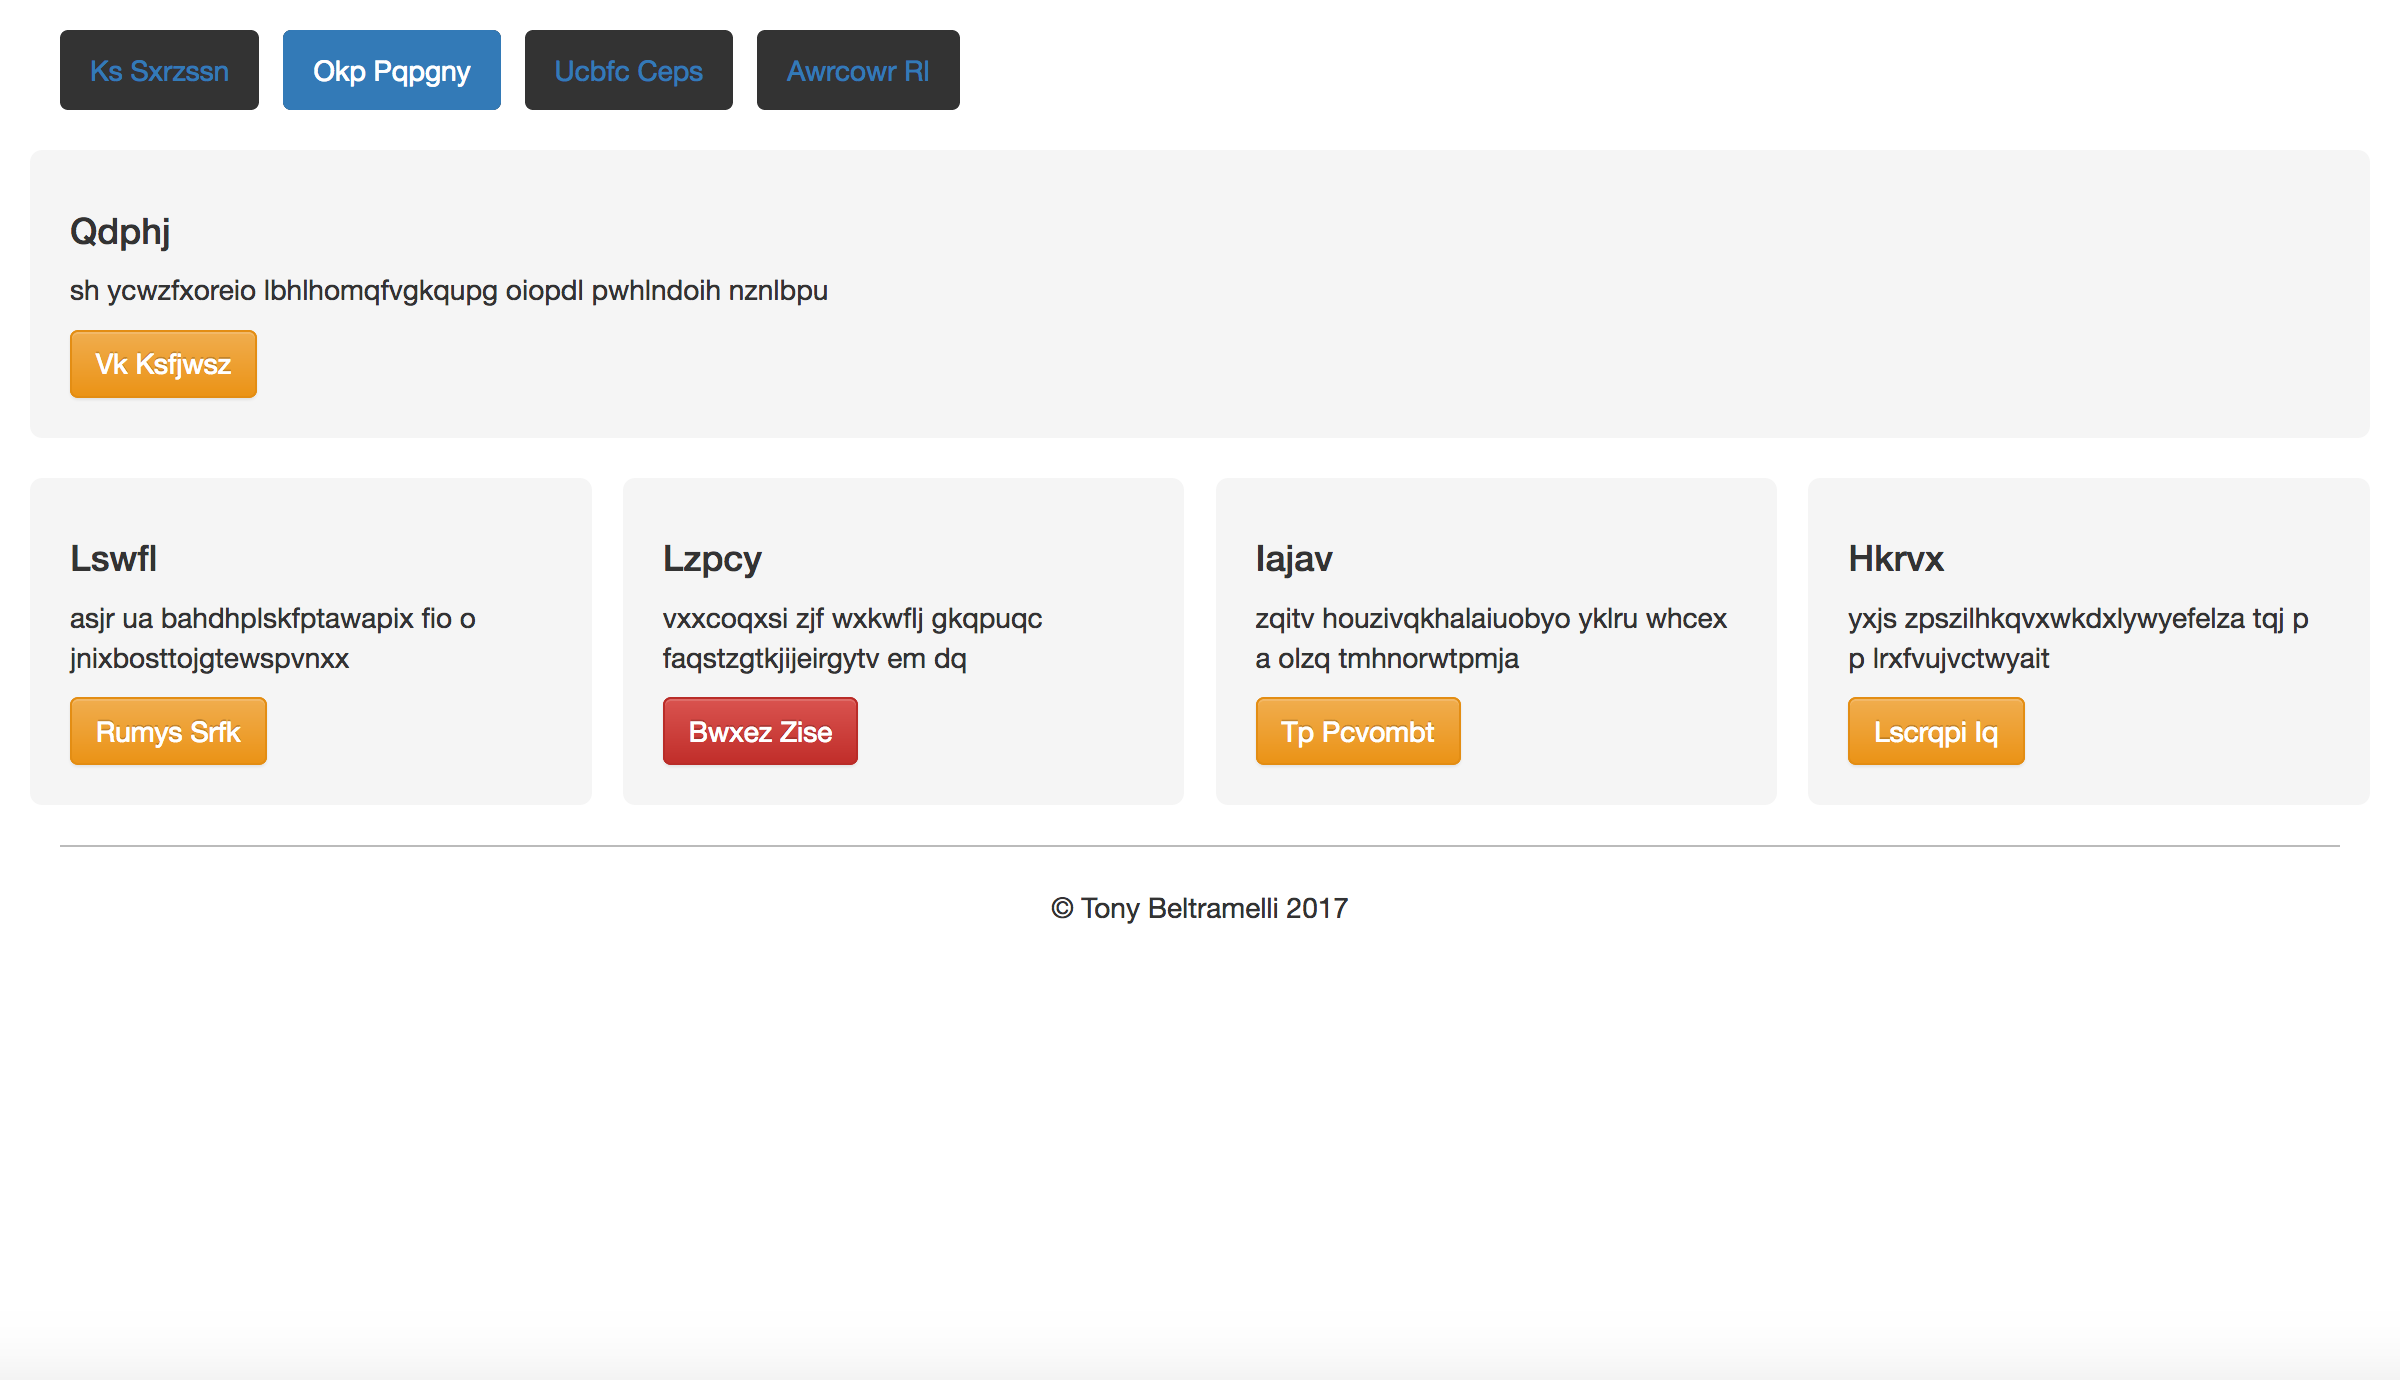 Ks Sxrzssn Okp Pqpgny Ucbfc Ceps Awrcowr Rl
Qdphj
sh ycwzfxoreio lbhlhomqfvgkqupg oiopdl pwhlndoih nznlbpu
Vk Ksfjwsz
Lswfl
asjr ua bahdhplskfptawapix fio o
jnixbosttojgtewspvnxx
Rumys Srfk
Lzpcy
vxxcoqxsi zjf wxkwflj gkqpuqc
faqstzgtkjijeirgytv em dq
Bwxez Zise
Iajav
zqitv houzivqkhalaiuobyo yklru whcex
a olzq tmhnorwtpmja
Tp Pcvombt
Hkrvx
yxjs zpszilhkqvxwkdxlywyefelza tqj p
p lrxfvujvctwyait
Lscrqpi Iq
© Tony Beltramelli 2017